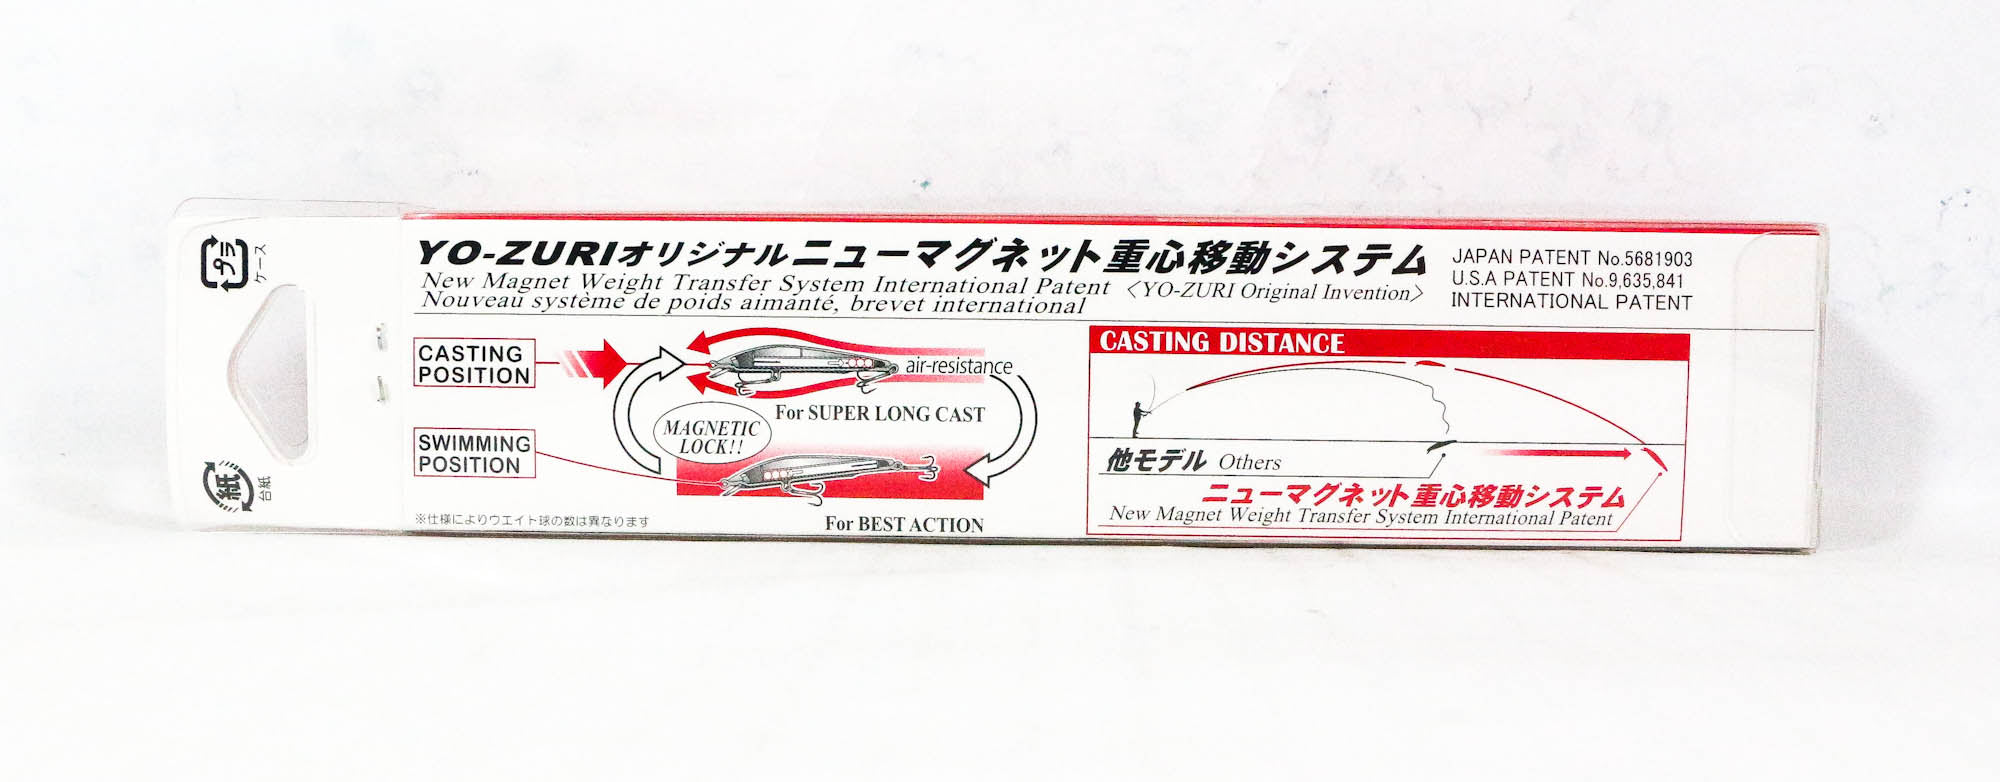 プラ
ケース
紙
台紙
YO-ZURIオリジナルニューマグネット重心移動システム
New Magnet Weight Transfer System International Patent 〈YO-ZURI Original Invention〉
Nouveau système de poids aimanté, brevet international
JAPAN PATENT No.5681903
U.S.A PATENT No.9,635,841
INTERNATIONAL PATENT
CASTING
POSITION
air-resistance
For SUPER LONG CAST
MAGNETIC
LOCK!!
SWIMMING
POSITION
For BEST ACTION
※仕様によりウエイト球の数は異なります
CASTING DISTANCE
他モデル Others
ニューマグネット重心移動システム
New Magnet Weight Transfer System International Patent